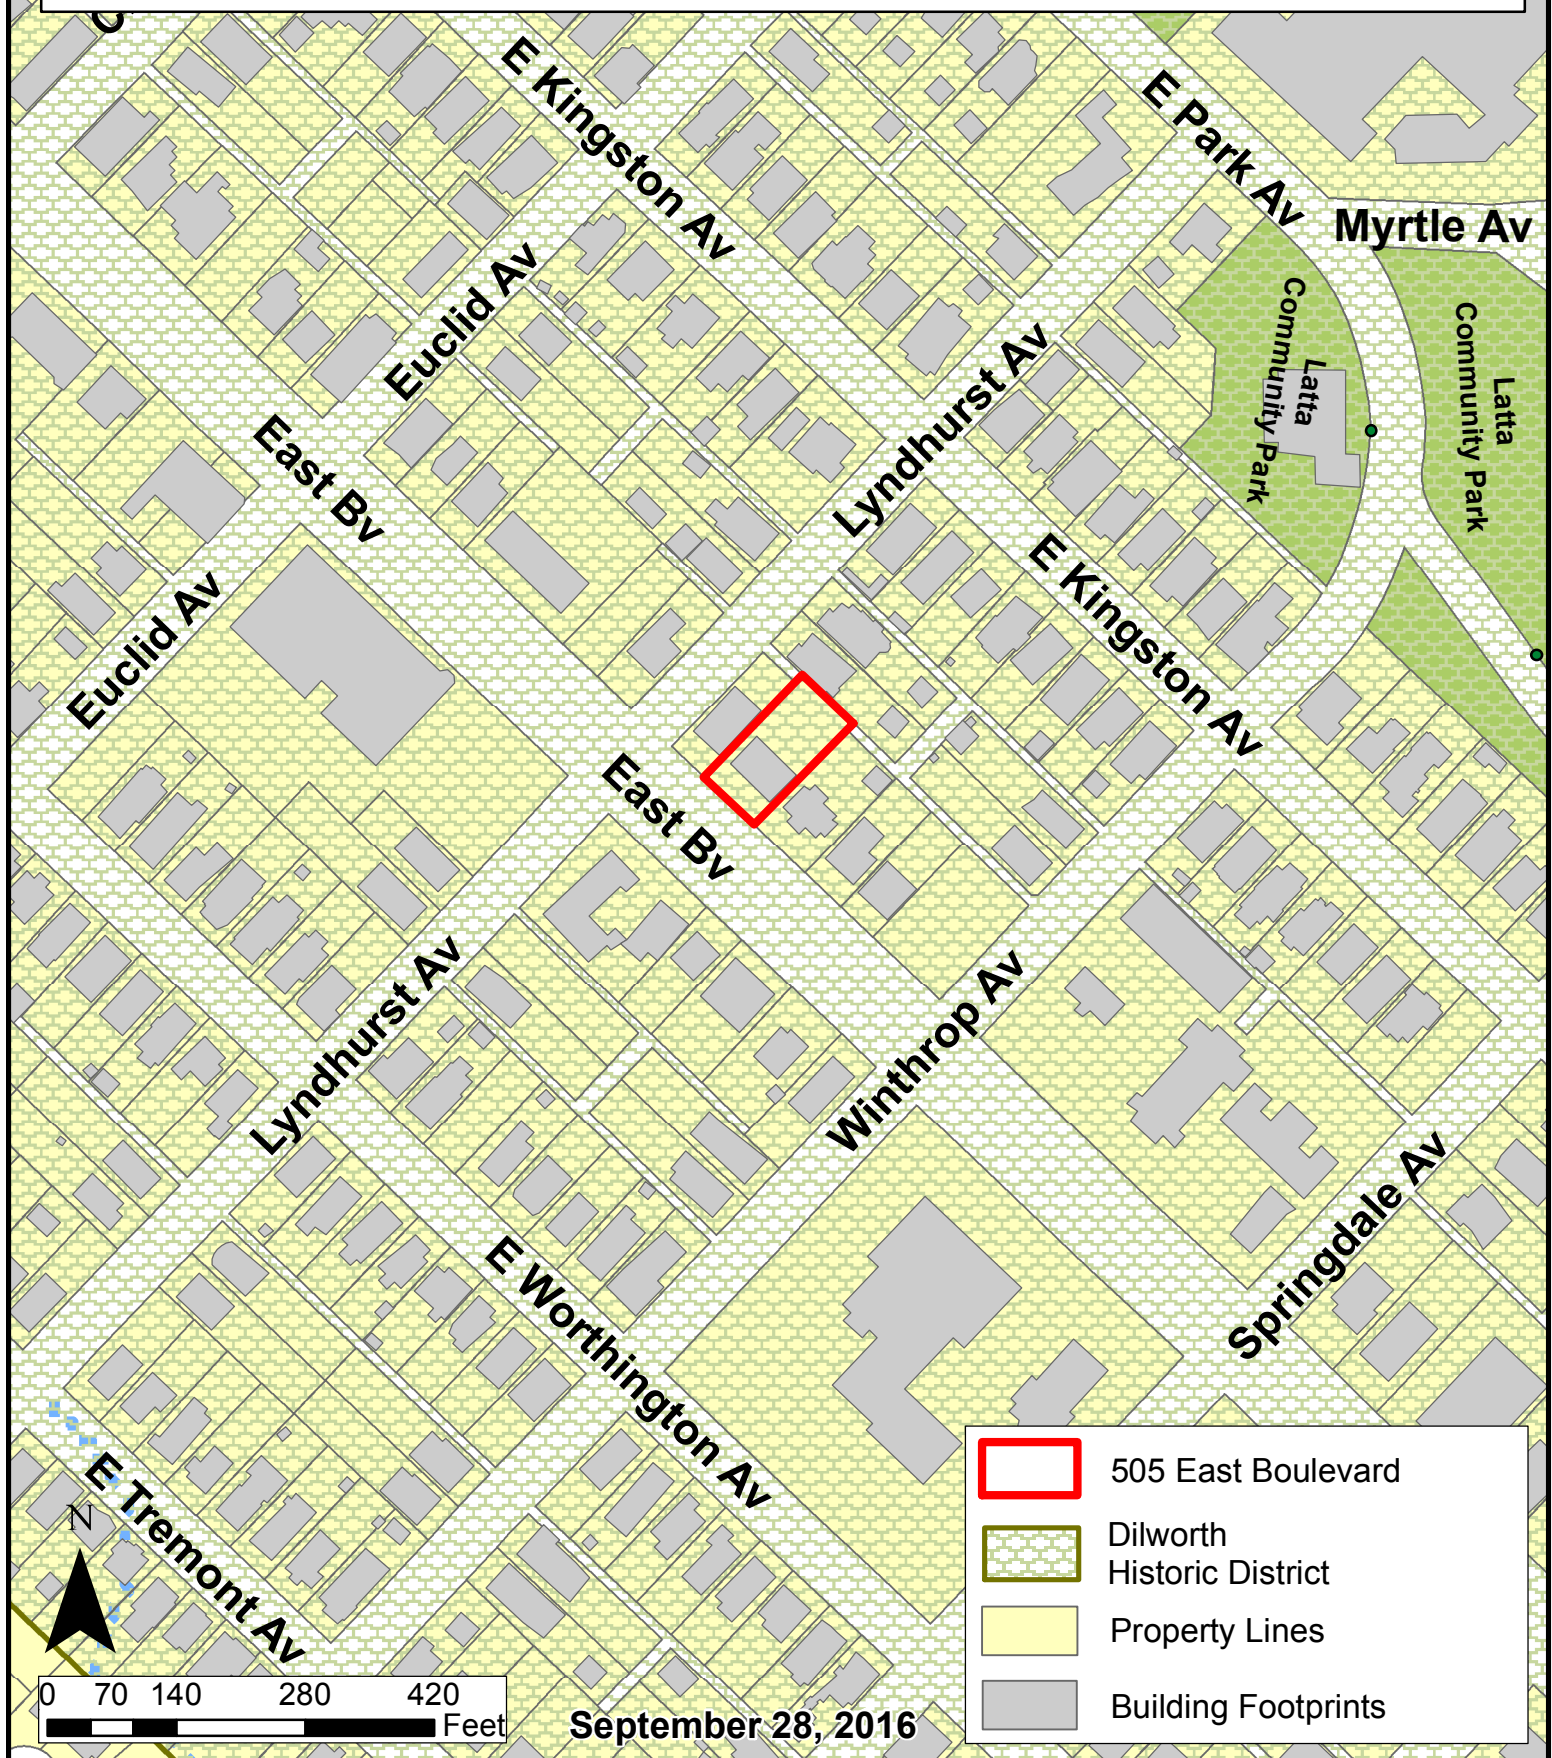 E Kingston Av
E Park Av
Myrtle Av
Euclid Av
Latta
Community Park
Latta
Community Park
Lyndhurst Av
East Bv
E Kingston Av
Euclid Av
East Bv
Lyndhurst Av
Winthrop Av
Springdale Av
E Worthington Av
E Tremont Av
N
505 East Boulevard
Dilworth
Historic District
Property Lines
Building Footprints
0 70 140 280 420
Feet
September 28, 2016